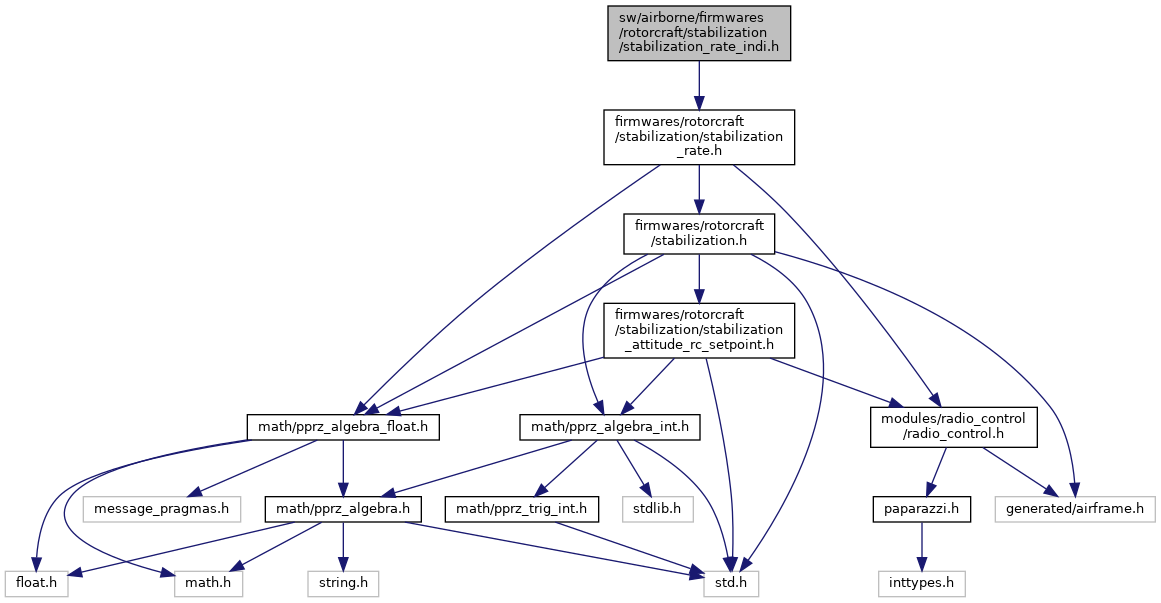 sw/airborne/firmwares
/rotorcraft/stabilization
/stabilization_rate_indi.h
firmwares/rotorcraft
/stabilization/stabilization
_rate.h
firmwares/rotorcraft
/stabilization.h
firmwares/rotorcraft
/stabilization/stabilization
_attitude_rc_setpoint.h
math/pprz_algebra_float.h
math/pprz_algebra_int.h
modules/radio_control
/radio_control.h
message_pragmas.h
math/pprz_algebra.h
math/pprz_trig_int.h
stdlib.h
paparazzi.h
generated/airframe.h
float.h
math.h
string.h
std.h
inttypes.h